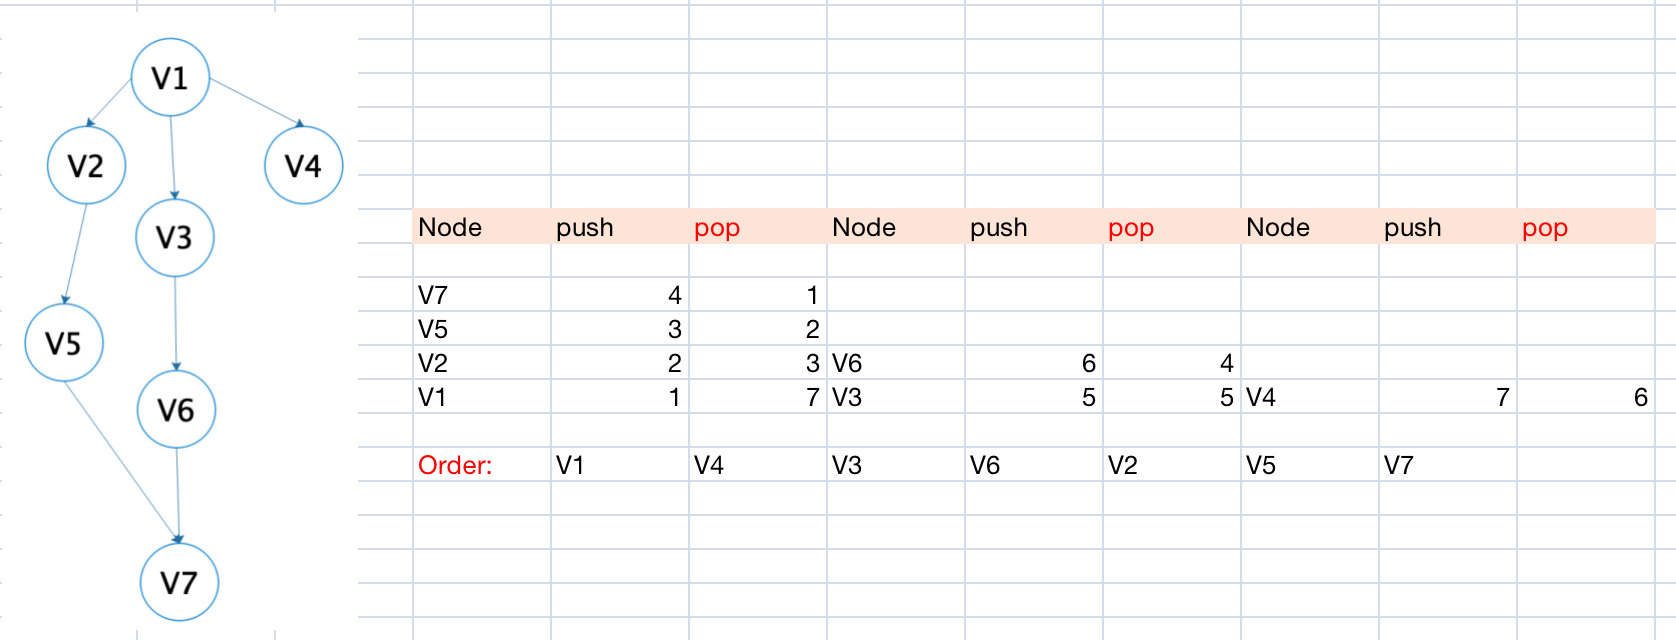 V1
V2
V4
V3
V5
V6
V7
Node push pop Node push pop Node push pop
V7 4 1
V5 3 2
V2 2 3 V6 6 4
V1 1 7 V3 5 5 V4 7 6
Order: V1 V4 V3 V6 V2 V5 V7